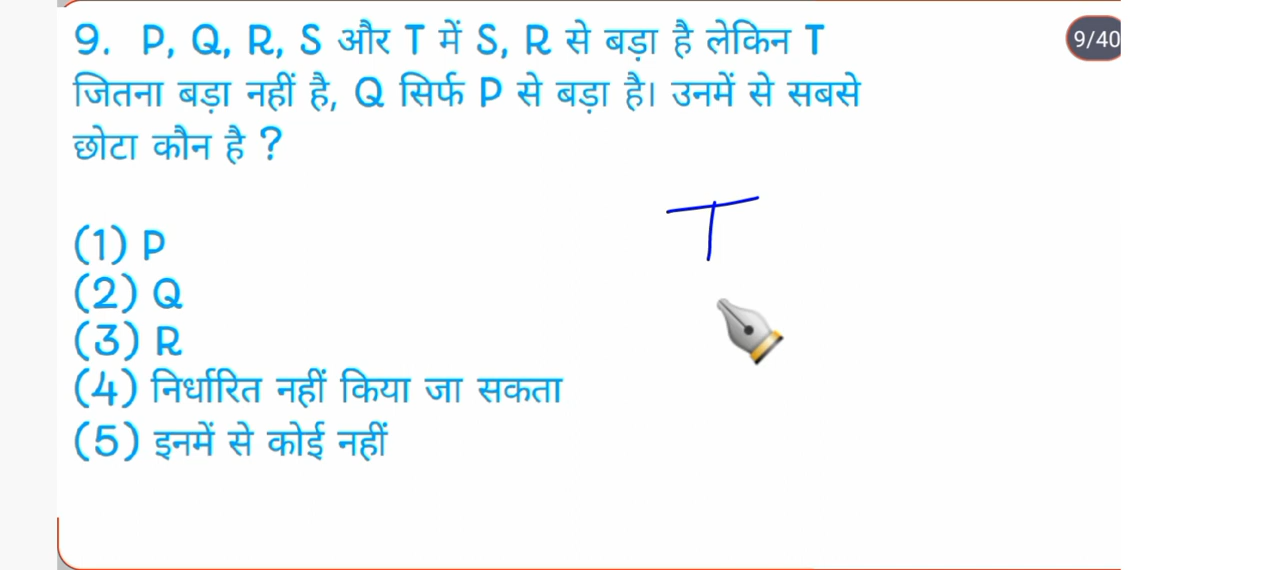 9. P, Q, R, S और T में S, R से बड़ा है लेकिन T
9/40
जितना बड़ा नहीं है, Q सिर्फ P से बड़ा है। उनमें से सबसे
छोटा कौन है ?
T
(1) P
(2) Q
(3) R
(4) निर्धारित नहीं किया जा सकता
(5) इनमें से कोई नहीं